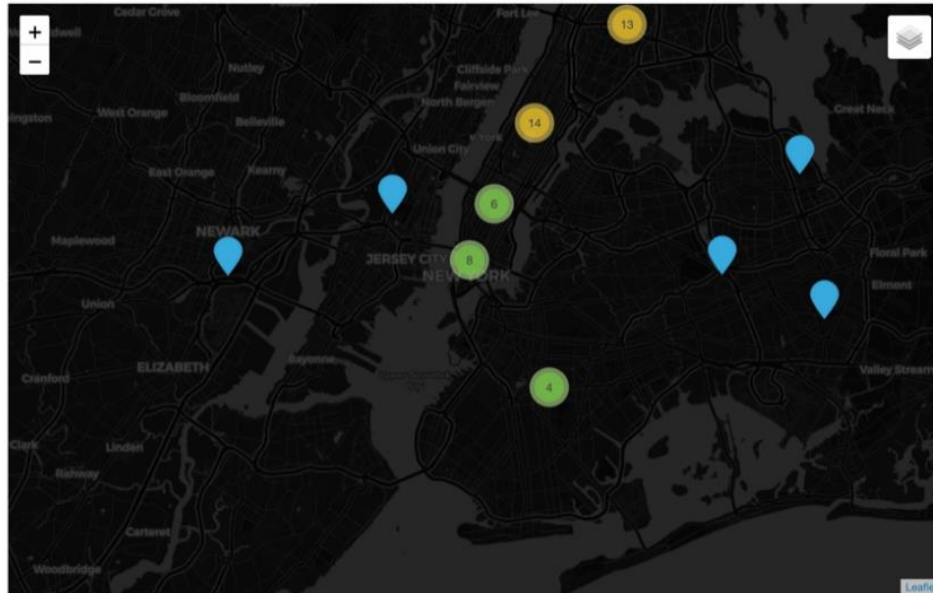 Cedar Grove
Fort Lee
13
+
−
Nutley
Cliffside Park
Fairview
Bloomfield
North Bergen
Great Neck
West Orange
Belleville
14
Union City
East Orange
Kearny
6
NEWARK
Maplewood
JERSEY CITY
8
NEW YORK
Floral Park
Elmont
Union
Bayonne
ELIZABETH
Valley Stream
Cranford
4
Clark
Linden
Rahway
Carteret
Woodbridge
Leafle